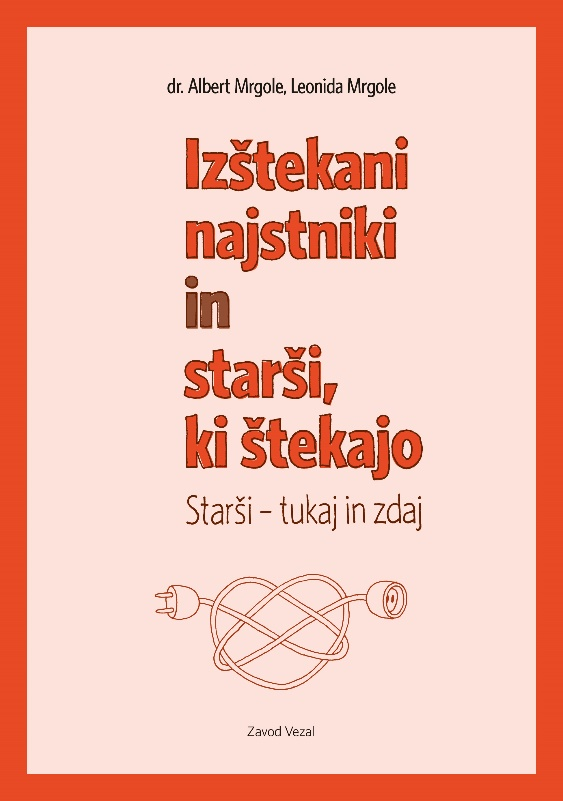 dr. Albert Mrgole, Leonida Mrgole
Izštekani
najstniki
in
starši,
ki štekajo
Starši – tukaj in zdaj
Zavod Vezal